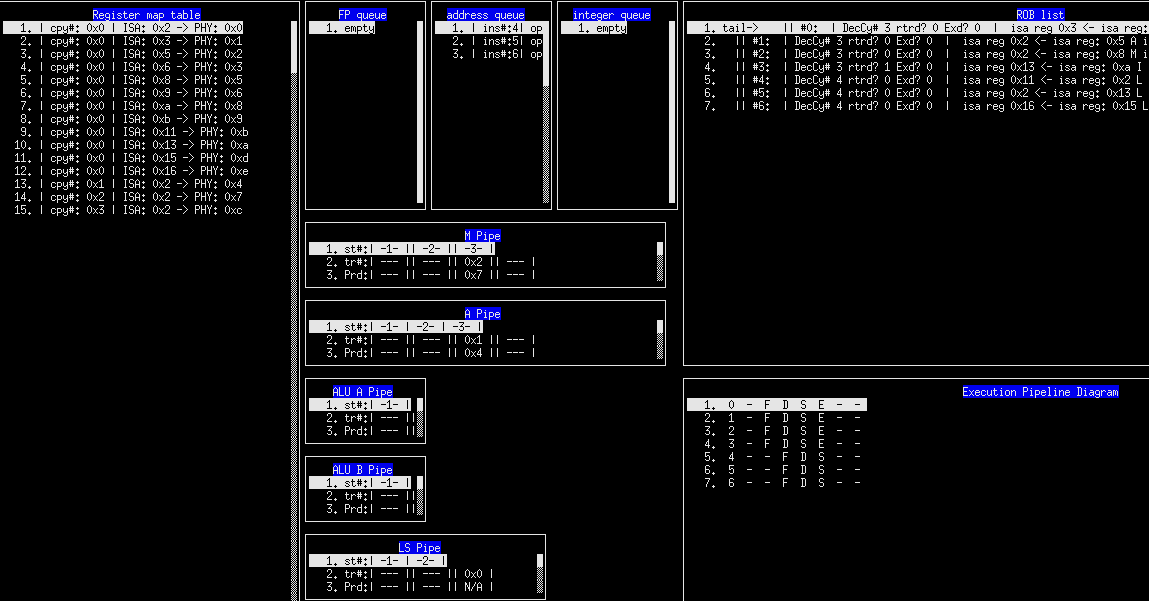 Register map table
1. | cpy#: 0x0 | ISA: 0x2 -> PHY: 0x0
2. | cpy#: 0x0 | ISA: 0x3 -> PHY: 0x1
3. | cpy#: 0x0 | ISA: 0x5 -> PHY: 0x2
4. | cpy#: 0x0 | ISA: 0x6 -> PHY: 0x3
5. | cpy#: 0x0 | ISA: 0x8 -> PHY: 0x5
6. | cpy#: 0x0 | ISA: 0x9 -> PHY: 0x6
7. | cpy#: 0x0 | ISA: 0xa -> PHY: 0x8
8. | cpy#: 0x0 | ISA: 0xb -> PHY: 0x9
9. | cpy#: 0x0 | ISA: 0x11 -> PHY: 0xb
10. | cpy#: 0x0 | ISA: 0x13 -> PHY: 0xa
11. | cpy#: 0x0 | ISA: 0x15 -> PHY: 0xd
12. | cpy#: 0x0 | ISA: 0x16 -> PHY: 0xe
13. | cpy#: 0x1 | ISA: 0x2 -> PHY: 0x4
14. | cpy#: 0x2 | ISA: 0x2 -> PHY: 0x7
15. | cpy#: 0x3 | ISA: 0x2 -> PHY: 0xc
FP queue
1. empty
address queue
1. | ins#:4| op
2. | ins#:5| op
3. | ins#:6| op
integer queue
1. empty
M Pipe
1. st#:| -1- || -2- || -3- |
2. tr#:| --- || --- || 0x2 || --- |
3. Prd:| --- || --- || 0x7 || --- |
A Pipe
1. st#:| -1- | -2- | -3- |
2. tr#:| --- || --- || 0x1 || --- |
3. Prd:| --- || --- || 0x4 || --- |
ALU A Pipe
1. st#:| -1- |
2. tr#:| --- ||
3. Prd:| --- ||
ALU B Pipe
1. st#:| -1- |
2. tr#:| --- ||
3. Prd:| --- ||
LS Pipe
1. st#:| -1- | -2- |
2. tr#:| --- || --- || 0x0 |
3. Prd:| --- || --- || N/A |
ROB list
1. tail-> || #0: | DecCy# 3 rtrd? 0 Exd? 0 | isa reg 0x3 <- isa reg:
2. || #1: | DecCy# 3 rtrd? 0 Exd? 0 | isa reg 0x2 <- isa reg: 0x5 A i
3. || #2: | DecCy# 3 rtrd? 0 Exd? 0 | isa reg 0x2 <- isa reg: 0x8 M i
4. || #3: | DecCy# 3 rtrd? 1 Exd? 0 | isa reg 0x13 <- isa reg: 0xa I
5. || #4: | DecCy# 4 rtrd? 0 Exd? 0 | isa reg 0x11 <- isa reg: 0x2 L
6. || #5: | DecCy# 4 rtrd? 0 Exd? 0 | isa reg 0x2 <- isa reg: 0x13 L
7. || #6: | DecCy# 4 rtrd? 0 Exd? 0 | isa reg 0x16 <- isa reg: 0x15 L
Execution Pipeline Diagram
1. 0 - F D S E - -
2. 1 - F D S E - -
3. 2 - F D S E - -
4. 3 - F D S E - -
5. 4 - - F D S - -
6. 5 - - F D S - -
7. 6 - - F D S - -